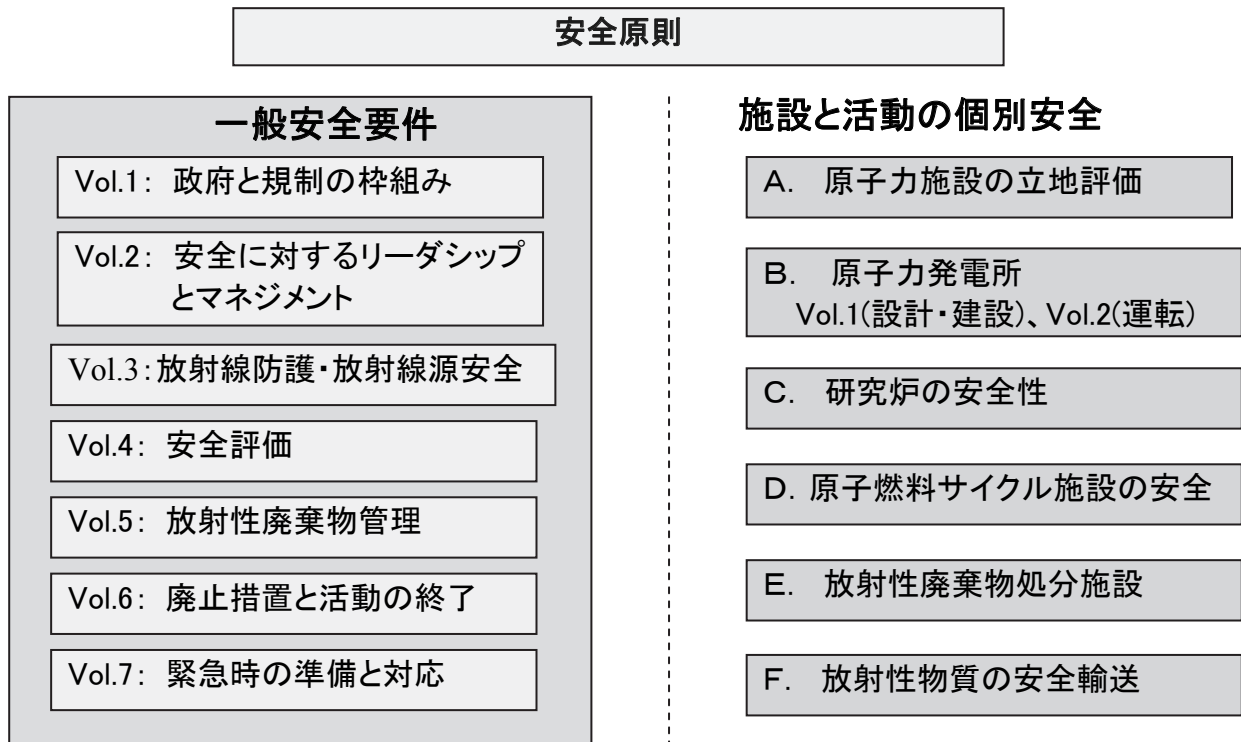 安全原則
一般安全要件
Vol.1： 政府と規制の枠組み
Vol.2： 安全に対するリーダシップ
とマネジメント
Vol.3：放射線防護・放射線源安全
Vol.4： 安全評価
Vol.5： 放射性廃棄物管理
Vol.6： 廃止措置と活動の終了
Vol.7： 緊急時の準備と対応
施設と活動の個別安全
A． 原子力施設の立地評価
B． 原子力発電所
Vol.1(設計・建設)、Vol.2(運転)
C． 研究炉の安全性
D．原子燃料サイクル施設の安全
E． 放射性廃棄物処分施設
F． 放射性物質の安全輸送